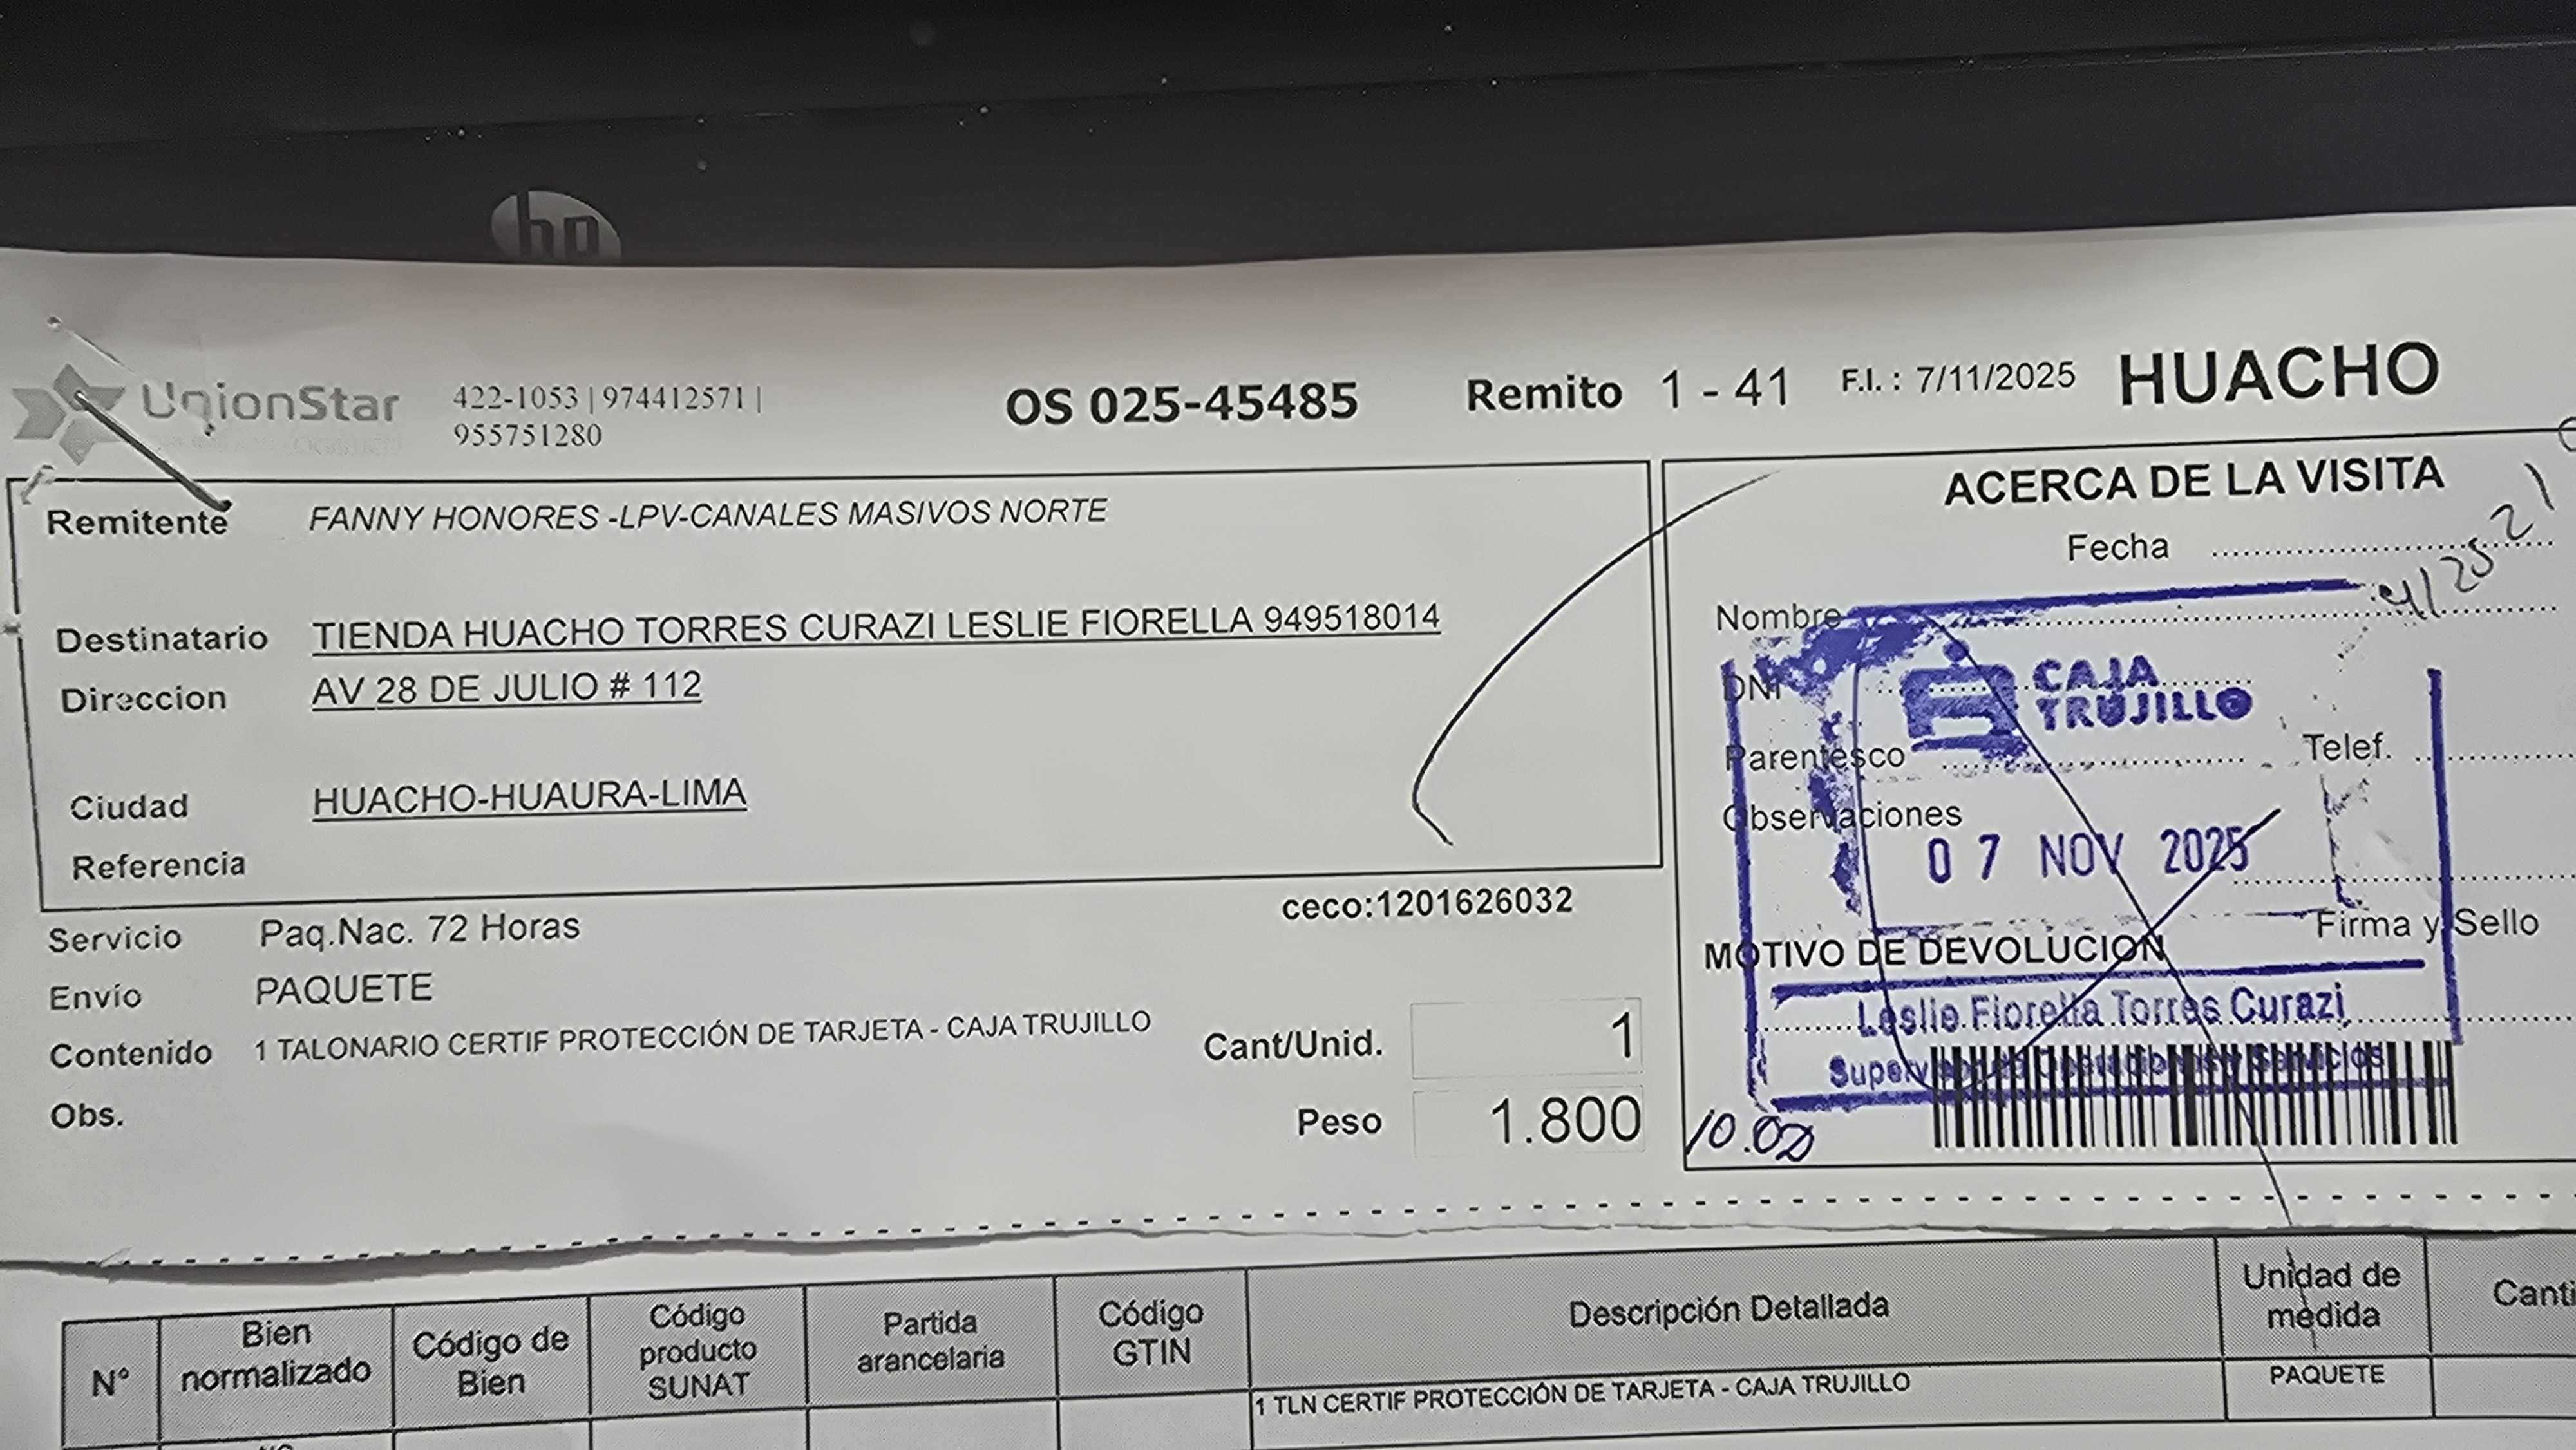 hp
UnionStar
422-1053 | 974412571 |
955751280
OS 025-45485
Remito 1 - 41
F.I. : 7/11/2025
HUACHO
Remitente FANNY HONORES -LPV-CANALES MASIVOS NORTE
Destinatario TIENDA HUACHO TORRES CURAZI LESLIE FIORELLA 949518014
Direccion AV 28 DE JULIO # 112
Ciudad HUACHO-HUAURA-LIMA
Referencia
ceco:1201626032
Servicio Paq.Nac. 72 Horas
Envío PAQUETE
Contenido 1 TALONARIO CERTIF PROTECCIÓN DE TARJETA - CAJA TRUJILLO
Obs.
Cant/Unid. 1
Peso 1.800
ACERCA DE LA VISITA
Fecha
Nombre
DNI
CAJA
TRUJILLO
Parentesco
Telef.
Observaciones
07 NOV 2025
Firma y Sello
MOTIVO DE DEVOLUCION
Leslie Fiorella Torres Curazi
10.00
N°
Bien normalizado
Código de Bien
Código producto SUNAT
Partida arancelaria
Código GTIN
Descripción Detallada
Unidad de medida
Canti
1 TLN CERTIF PROTECCIÓN DE TARJETA - CAJA TRUJILLO
PAQUETE